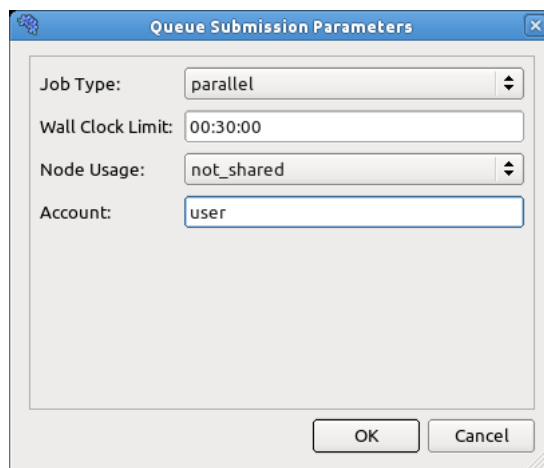 Queue Submission Parameters
Job Type: parallel
Wall Clock Limit: 00:30:00
Node Usage: not_shared
Account: user
OK Cancel